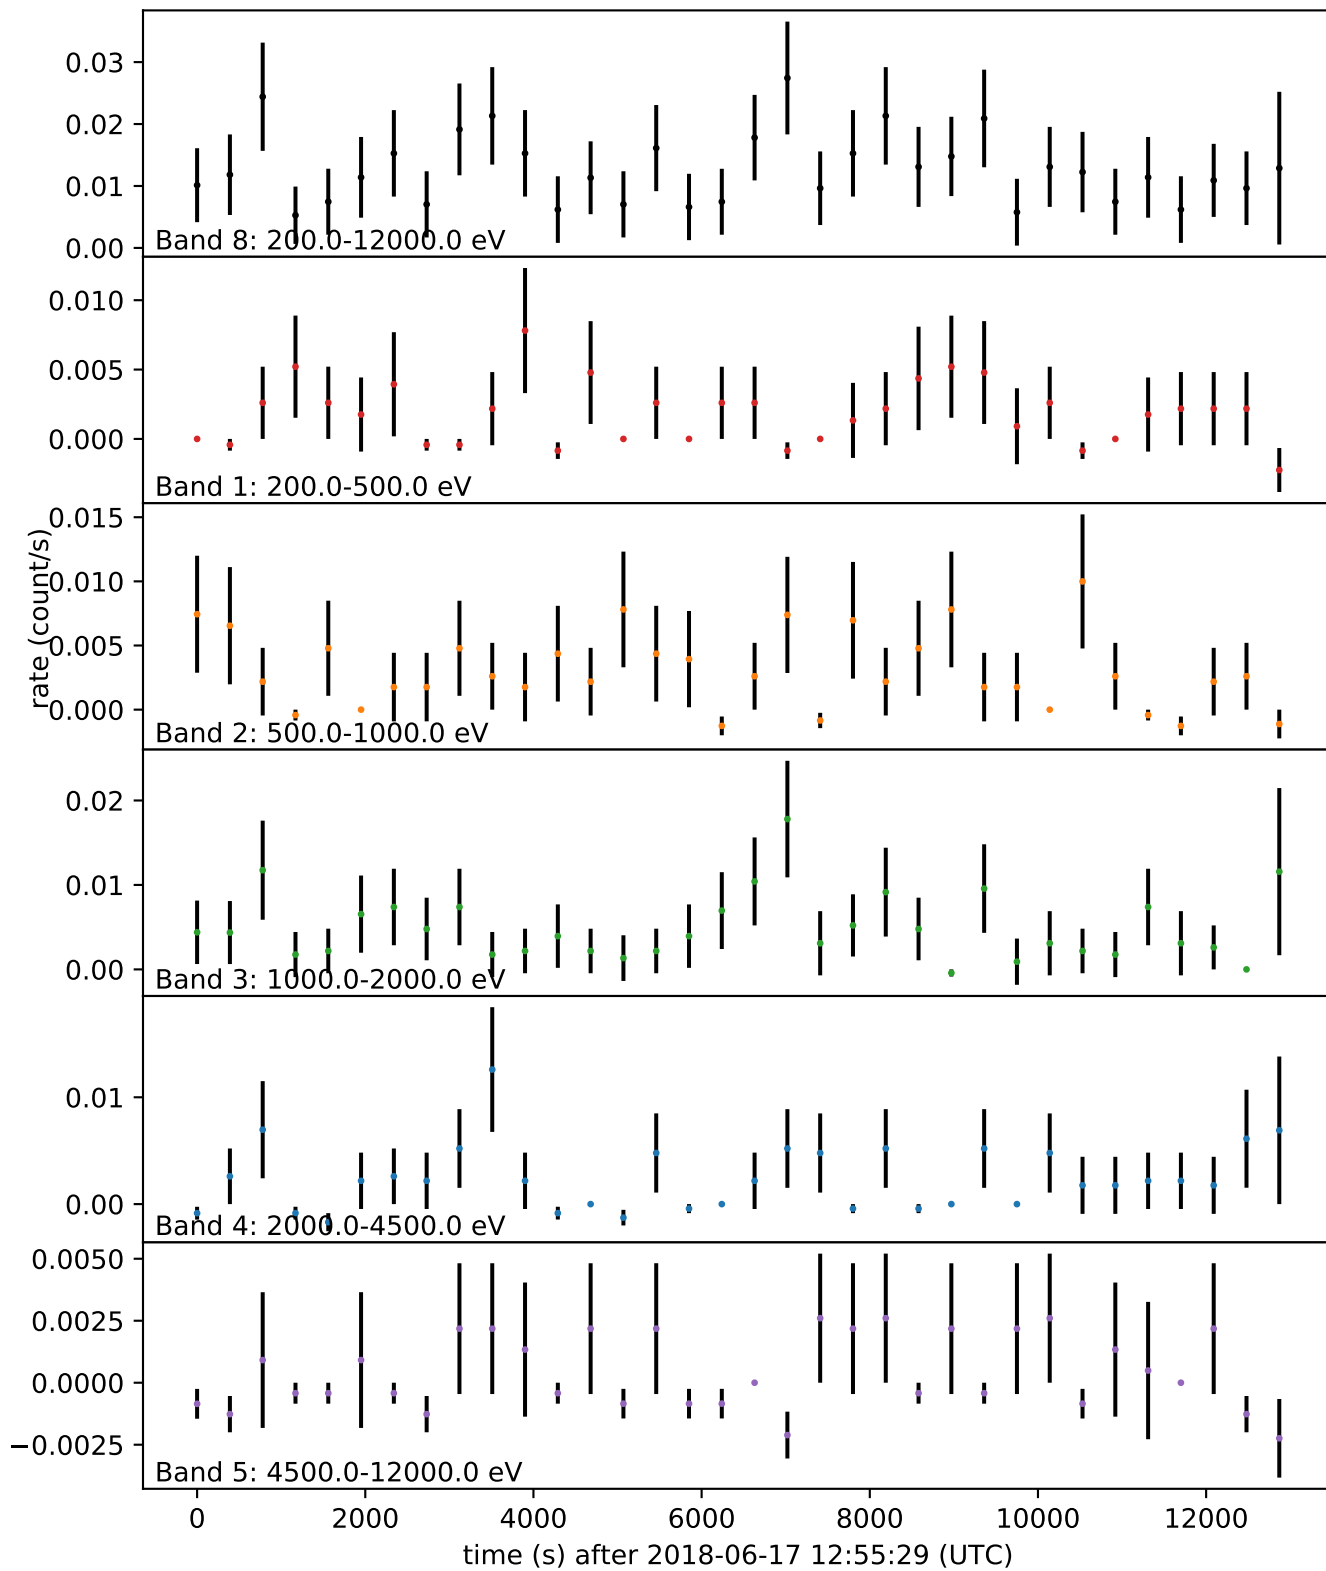 0.03
0.02
0.01
0.00
Band 8: 200.0-12000.0 eV
0.010
0.005
0.000
Band 1: 200.0-500.0 eV
rate (count/s)
0.015
0.010
0.005
0.000
Band 2: 500.0-1000.0 eV
0.02
0.01
0.00
Band 3: 1000.0-2000.0 eV
0.01
0.00
Band 4: 2000.0-4500.0 eV
0.0050
0.0025
0.0000
−0.0025
Band 5: 4500.0-12000.0 eV
0 2000 4000 6000 8000 10000 12000
time (s) after 2018-06-17 12:55:29 (UTC)